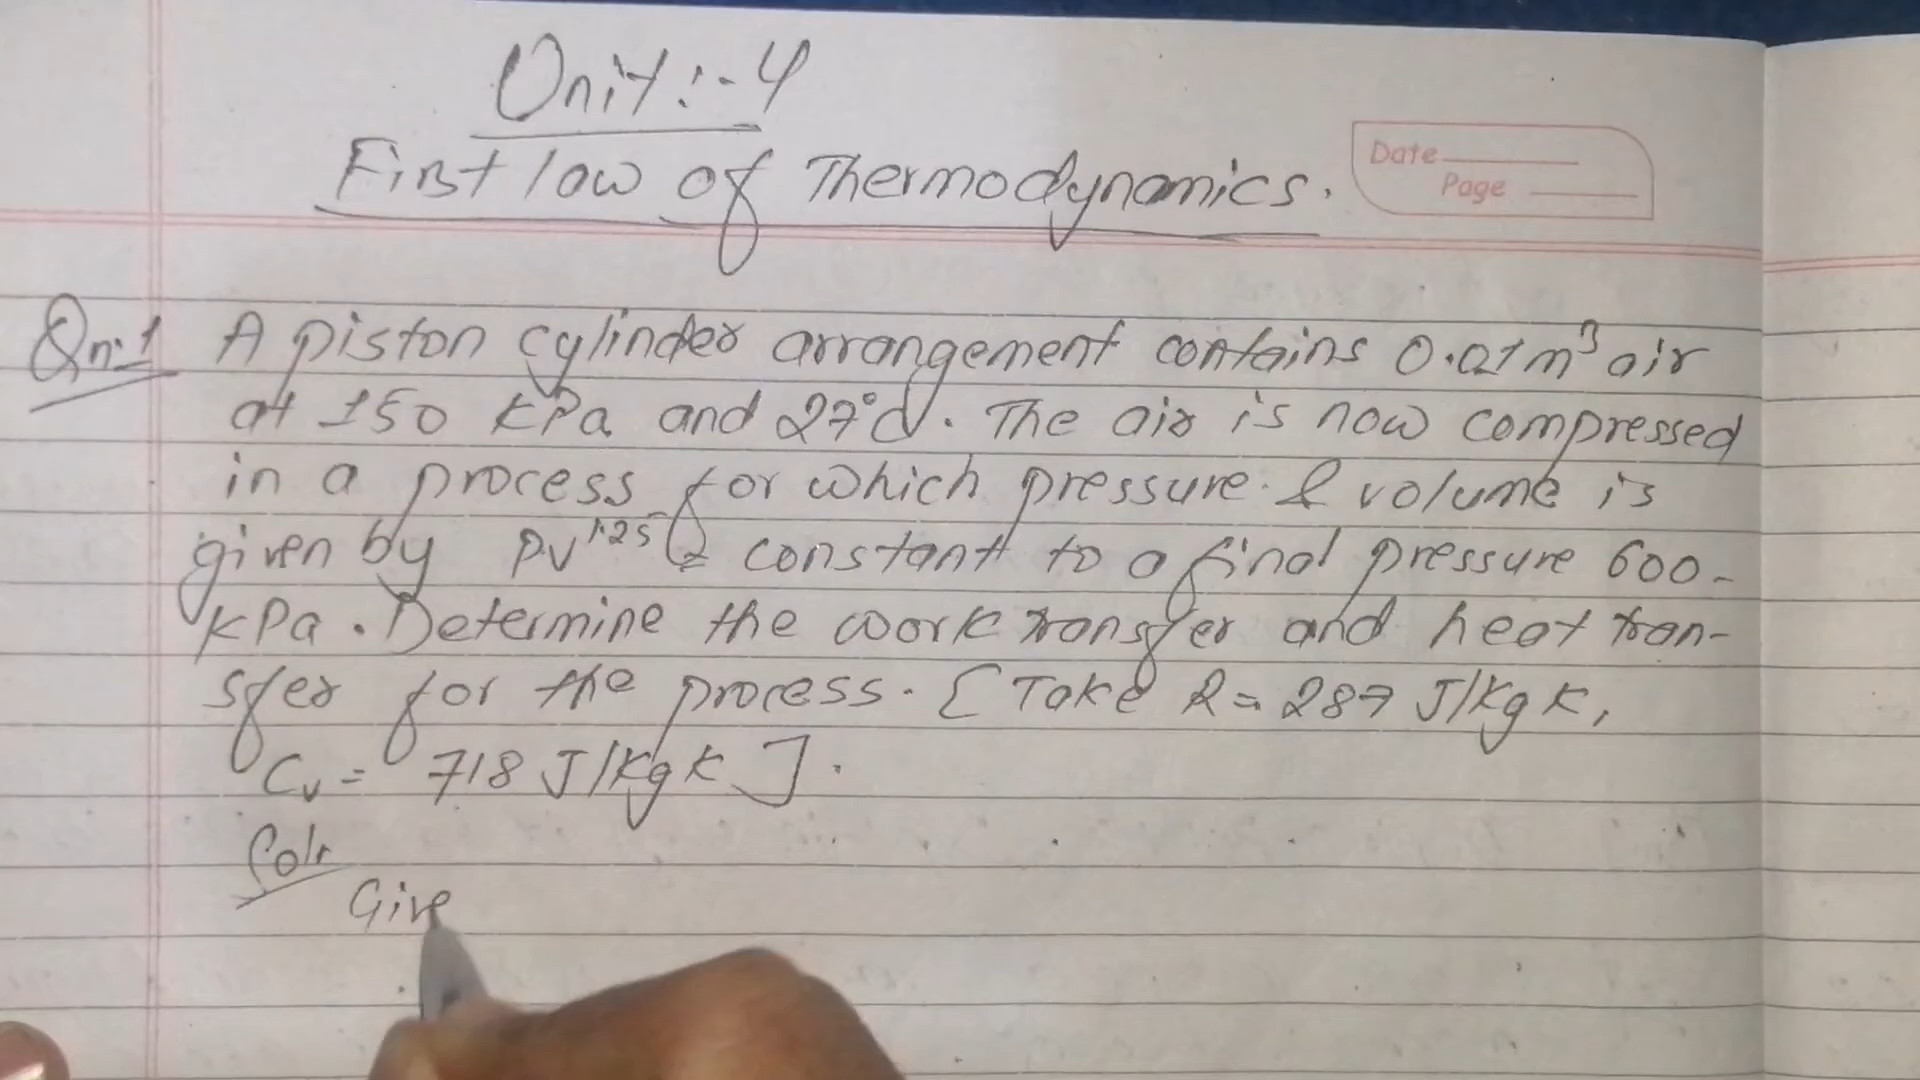 Unit:-4
First law of Thermodynamics.
Date
Page
Qn.1 A piston cylinder arrangement contains 0.01m³ air
at 150 kPa and 27°C. The air is now compressed
in a process for which pressure & volume is
given by PV^1.25 = constant to a final pressure 600-
kPa. Determine the work transfer and heat tran-
sfer for the process. [Take R = 287 J/kgK,
Cv = 718 J/kgK].
Soln
Give